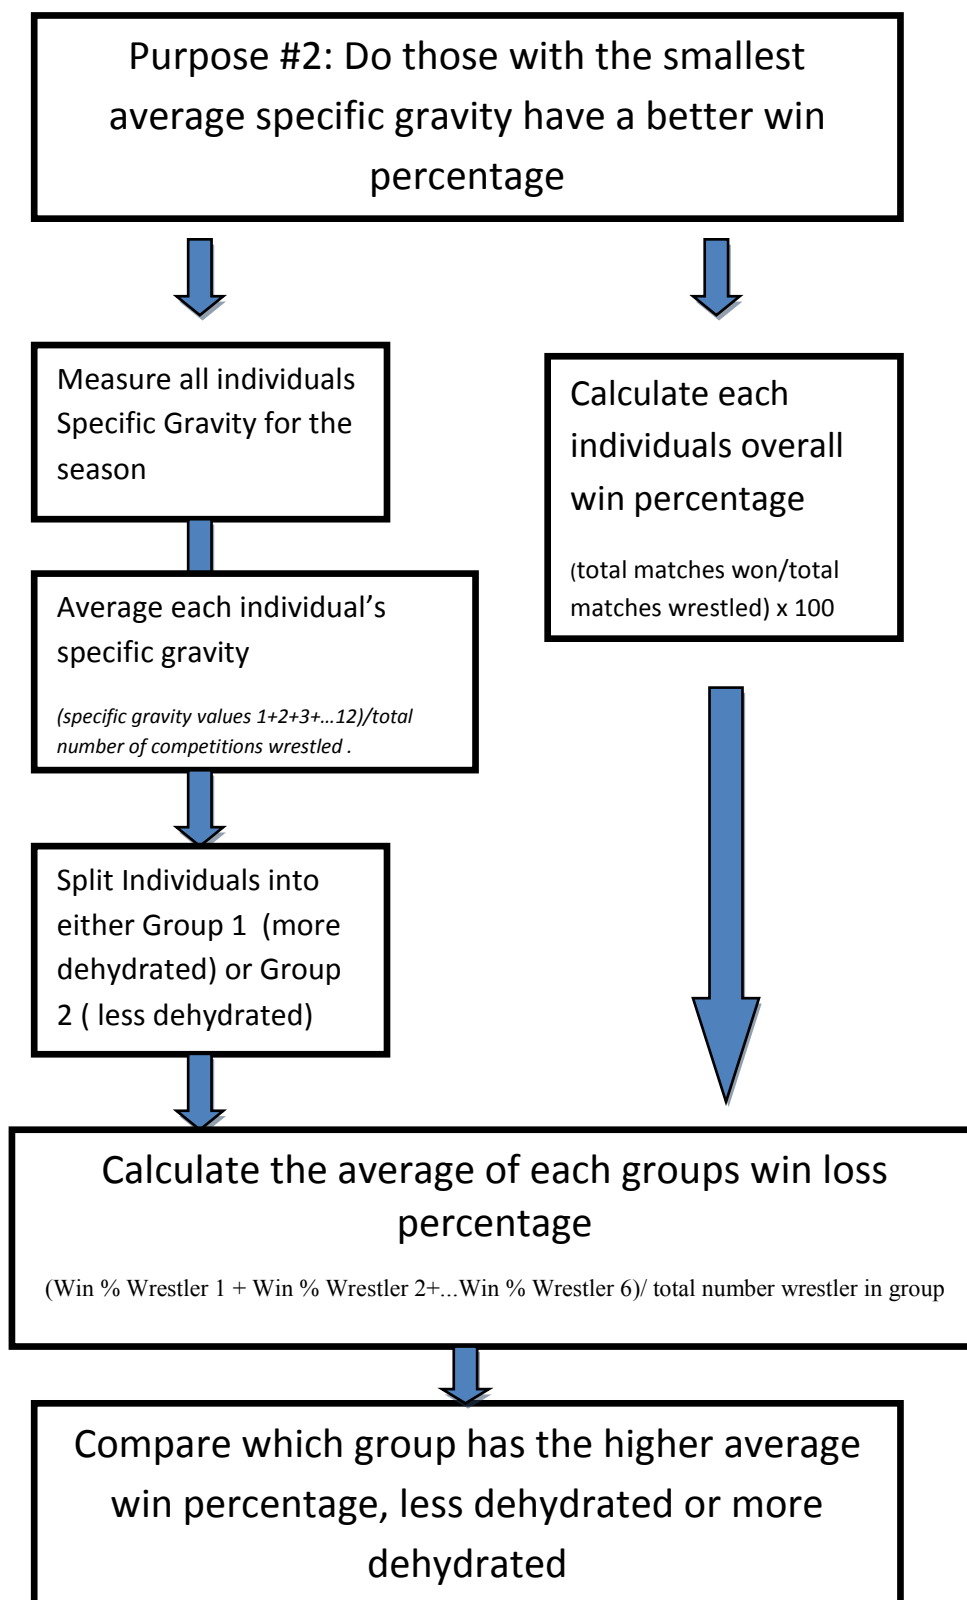 Purpose #2: Do those with the smallest
average specific gravity have a better win
percentage
Measure all individuals
Specific Gravity for the
season
Average each individual’s
specific gravity
(specific gravity values 1+2+3+...12)/total
number of competitions wrestled .
Split Individuals into
either Group 1  (more
dehydrated) or Group
2 ( less dehydrated)
Calculate each
individuals overall
win percentage
(total matches won/total
matches wrestled) x 100
Calculate the average of each groups win loss
percentage
(Win % Wrestler 1 + Win % Wrestler 2+...Win % Wrestler 6)/ total number wrestler in group
Compare which group has the higher average
win percentage, less dehydrated or more
dehydrated